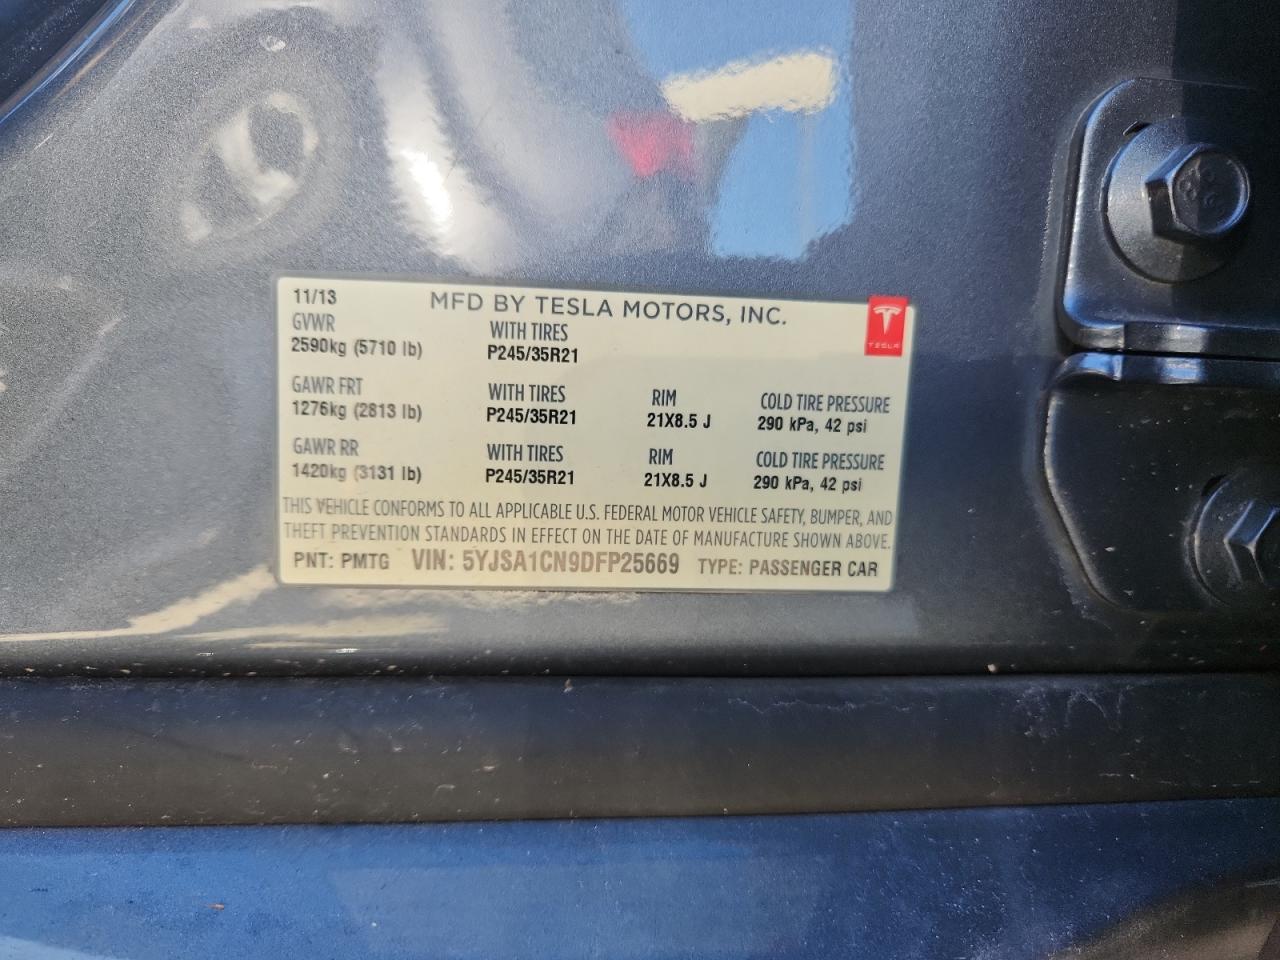 11/13 MFD BY TESLA MOTORS, INC.
GVWR WITH TIRES
2590kg (5710 lb) P245/35R21
TESLA
GAWR FRT WITH TIRES RIM COLD TIRE PRESSURE
1276kg (2813 lb) P245/35R21 21X8.5 J 290 kPa, 42 psi
GAWR RR WITH TIRES RIM COLD TIRE PRESSURE
1420kg (3131 lb) P245/35R21 21X8.5 J 290 kPa, 42 psi
THIS VEHICLE CONFORMS TO ALL APPLICABLE U.S. FEDERAL MOTOR VEHICLE SAFETY, BUMPER, AND
THEFT PREVENTION STANDARDS IN EFFECT ON THE DATE OF MANUFACTURE SHOWN ABOVE.
PNT: PMTG VIN: 5YJSA1CN9DFP25669 TYPE: PASSENGER CAR